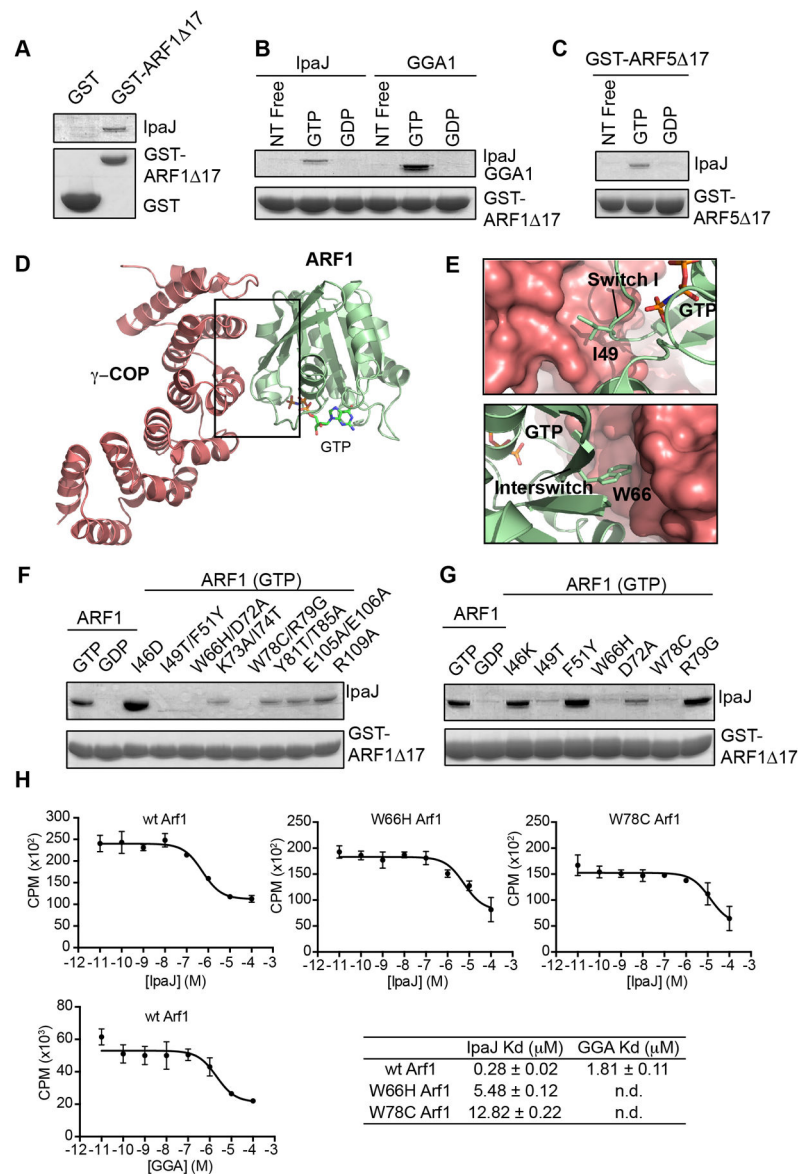 A
GST
GST-ARF1Δ17
IpaJ
GST-
ARF1Δ17
GST
B
IpaJ
GGA1
NT Free
GTP
GDP
NT Free
GTP
GDP
IpaJ
GGA1
GST-
ARF1Δ17
C
GST-ARF5Δ17
NT Free
GTP
GDP
IpaJ
GST-
ARF5Δ17
D
ARF1
γ–COP
GTP
E
Switch I
GTP
I49
GTP
Interswitch
W66
F
ARF1 (GTP)
ARF1
GTP
GDP
I46D
I49T/F51Y
W66H/D72A
K73A/I74T
W78C/R79G
Y81T/T85A
E105A/E106A
R109A
IpaJ
GST-
ARF1Δ17
G
ARF1 (GTP)
ARF1
GTP
GDP
I46K
I49T
F51Y
W66H
D72A
W78C
R79G
IpaJ
GST-
ARF1Δ17
H
wt Arf1
CPM (x10²)
300
250
200
150
100
50
0
-12 -11 -10 -9 -8 -7 -6 -5 -4 -3
[IpaJ] (M)
W66H Arf1
CPM (x10²)
250
200
150
100
50
0
-12 -11 -10 -9 -8 -7 -6 -5 -4 -3
[IpaJ] (M)
W78C Arf1
CPM (x10²)
250
200
150
100
50
0
-12 -11 -10 -9 -8 -7 -6 -5 -4 -3
[IpaJ] (M)
wt Arf1
CPM (x10³)
80
60
40
20
0
-12 -11 -10 -9 -8 -7 -6 -5 -4 -3
[GGA] (M)
IpaJ Kd (μM) GGA Kd (μM)
wt Arf1 0.28 ± 0.02 1.81 ± 0.11
W66H Arf1 5.48 ± 0.12 n.d.
W78C Arf1 12.82 ± 0.22 n.d.